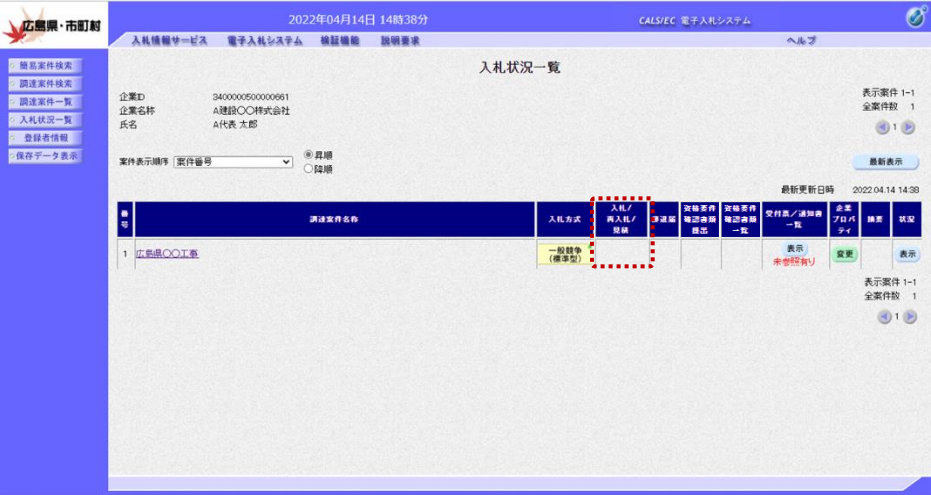 広島県・市町村
2022年04月14日 14時38分
CALS/EC 電子入札システム
入札情報サービス 電子入札システム 検証機能 説明要求 ヘルプ
簡易案件検索
調達案件検索
調達案件一覧
入札状況一覧
登録者情報
保存データ表示
入札状況一覧
企業ID 3400000500000661
企業名称 A建設〇〇株式会社
氏名 A代表 太郎
表示案件 1-1
全案件数 1
1
案件表示順序 案件番号
昇順
降順
最新表示
最新更新日時 2022.04.14 14:38
番号 調達案件名称 入札方式 入札/再入札/見積 辞退届 資格要件確認書類提出 資格要件確認書類一覧 受付票/通知書一覧 企業プロパティ 摘要 状況
1 広島県〇〇工事 一般競争(標準型) 表示 未参照有り 変更 表示
表示案件 1-1
全案件数 1
1